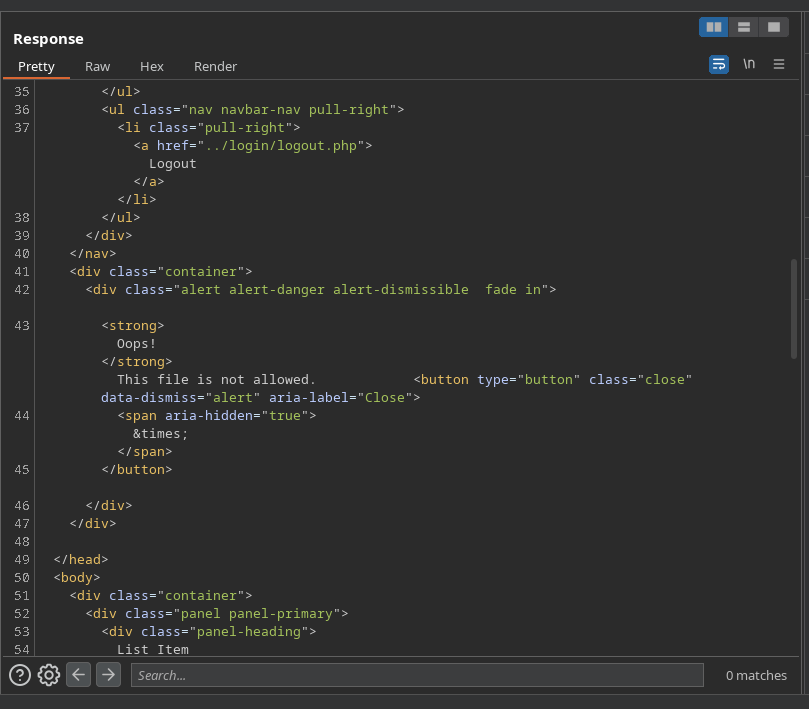 Response
Pretty Raw Hex Render
\n
35 </ul>
36 <ul class="nav navbar-nav pull-right">
37 <li class="pull-right">
<a href="../login/logout.php">
Logout
</a>
</li>
38 </ul>
39 </div>
40 </nav>
41 <div class="container">
42 <div class="alert alert-danger alert-dismissible  fade in">
43 <strong>
Oops!
</strong>
This file is not allowed. <button type="button" class="close"
data-dismiss="alert" aria-label="Close">
44 <span aria-hidden="true">
&times;
</span>
45 </button>
46 </div>
47 </div>
48
49 </head>
50 <body>
51 <div class="container">
52 <div class="panel panel-primary">
53 <div class="panel-heading">
54 List Item
Search... 0 matches